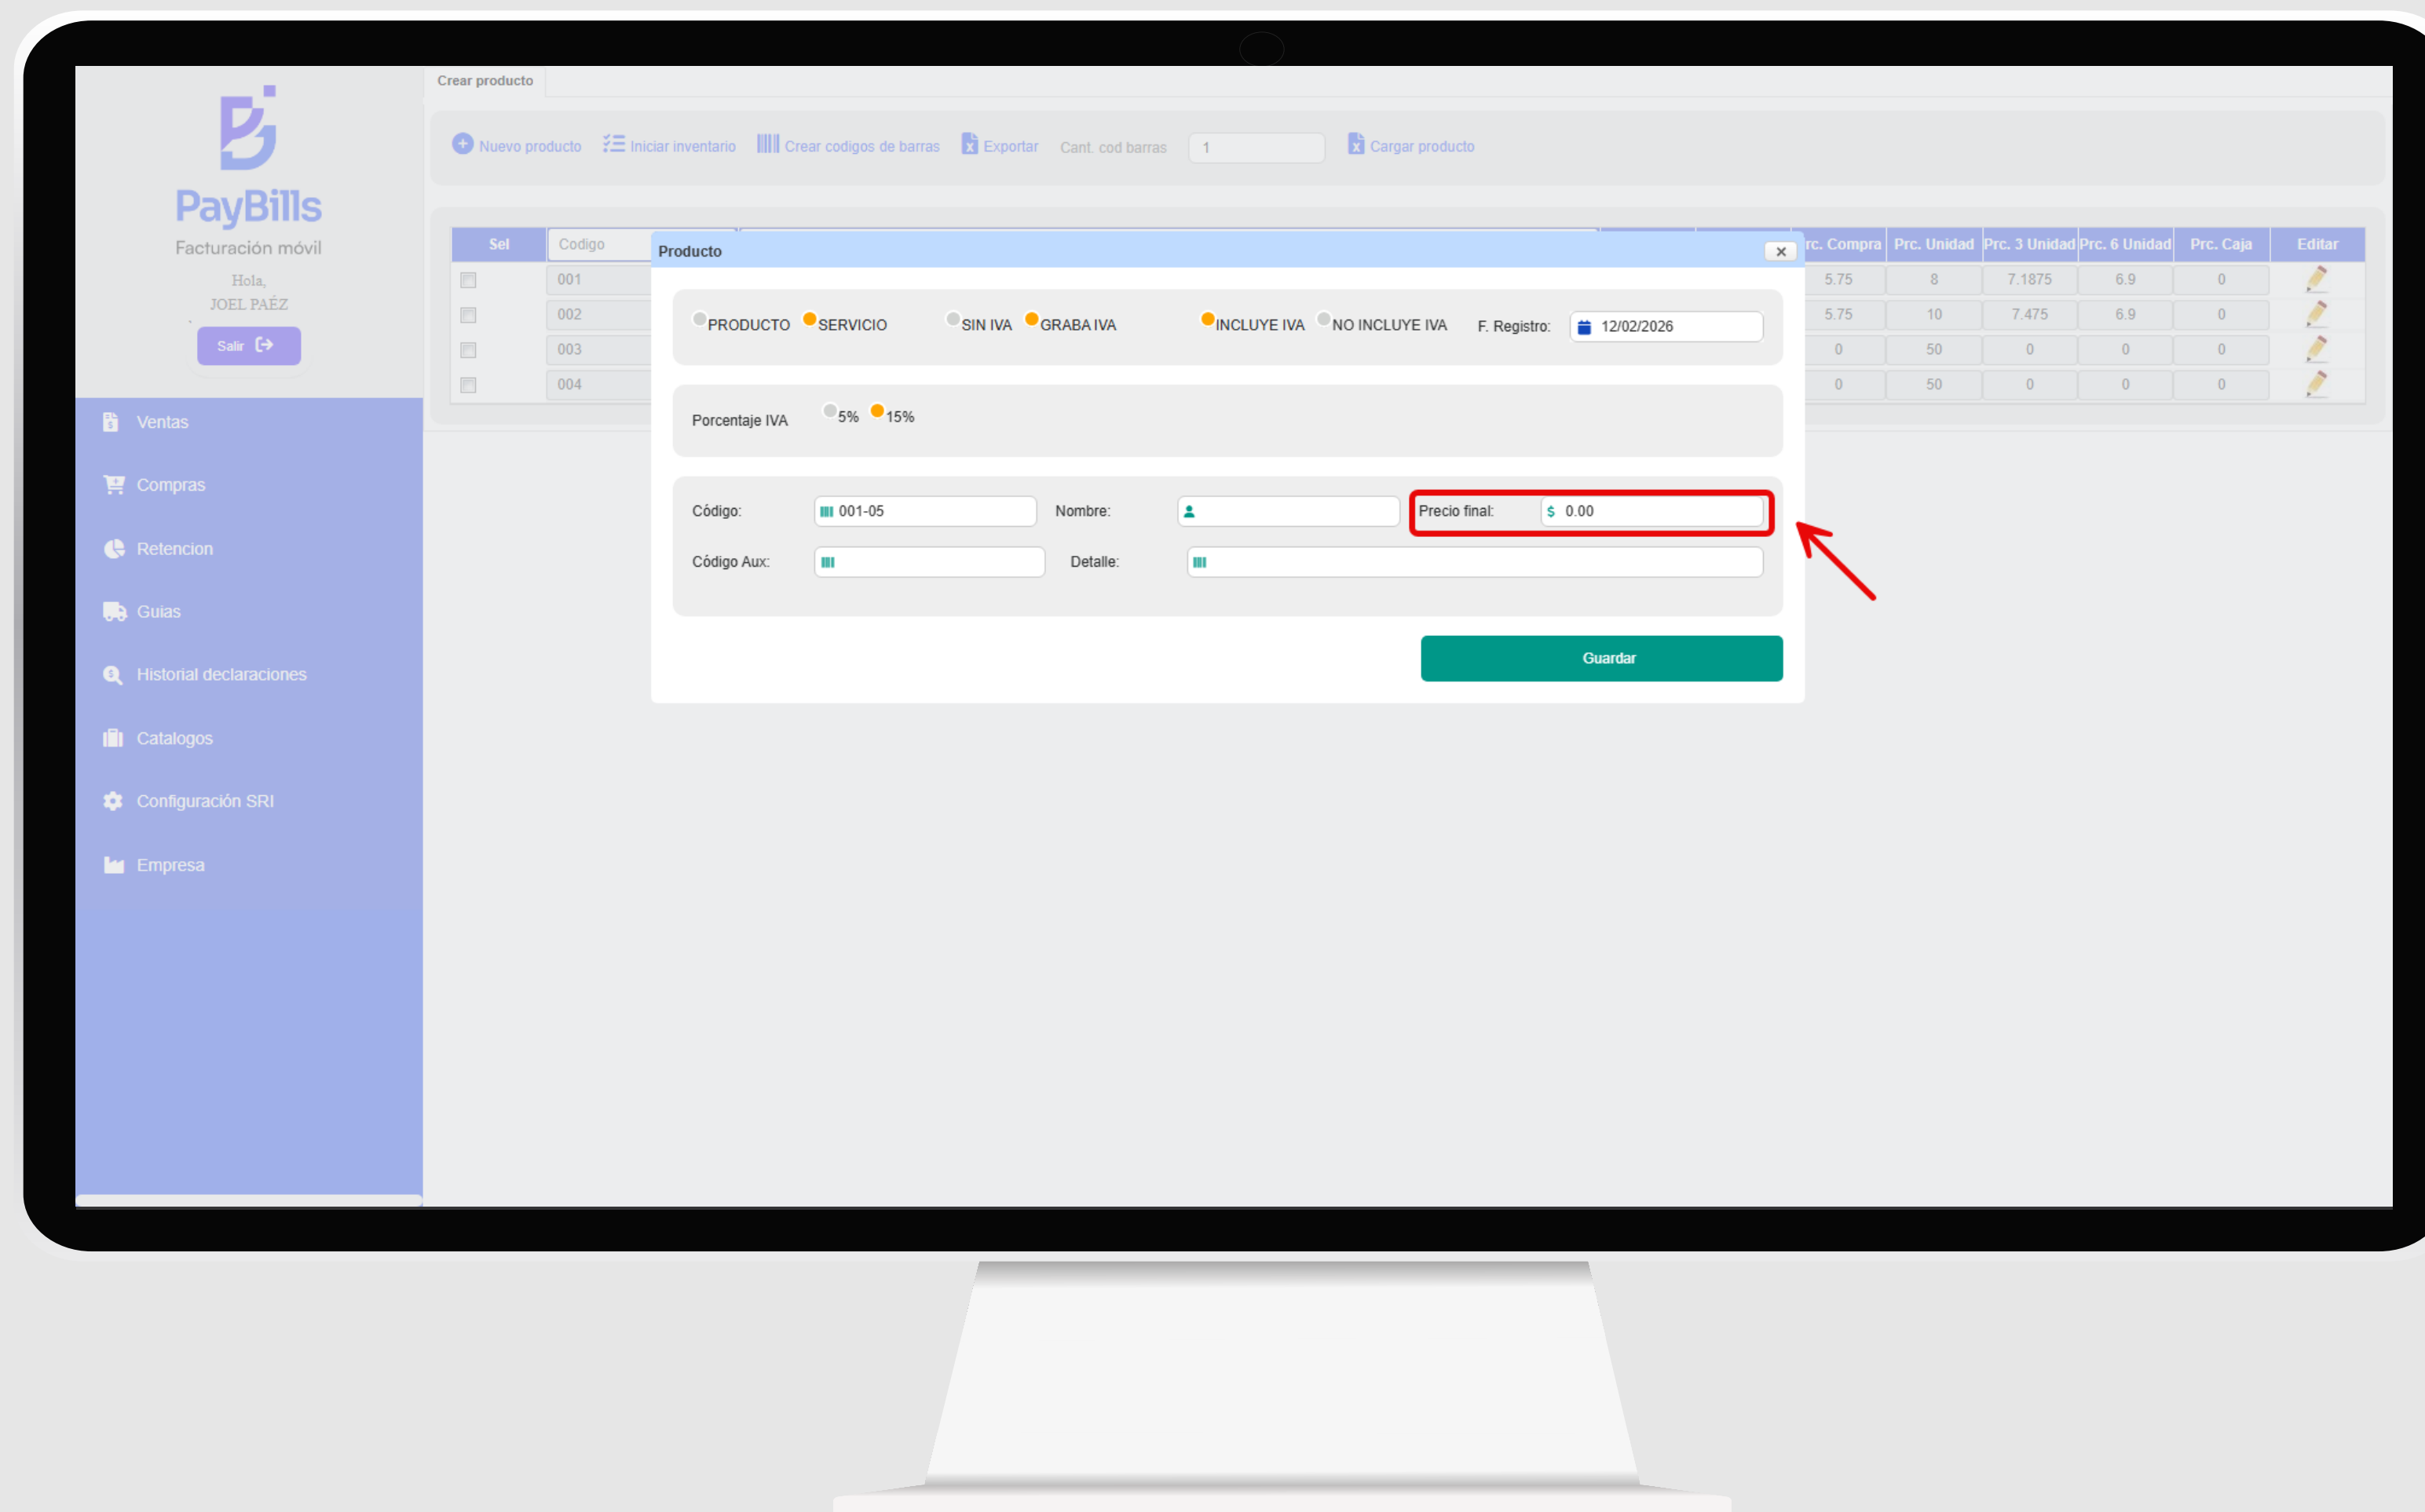 Crear producto
PayBills
Facturación móvil
Hola,
JOEL PAÉZ
Salir
Nuevo producto Iniciar inventario Crear codigos de barras Exportar Cant. cod barras 1 Cargar producto
Sel Codigo rc. Compra Prc. Unidad Prc. 3 Unidad Prc. 6 Unidad Prc. Caja Editar
001 5.75 8 7.1875 6.9 0
002 5.75 10 7.475 6.9 0
003 0 50 0 0 0
004 0 50 0 0 0
Producto
PRODUCTO SERVICIO SIN IVA GRABA IVA INCLUYE IVA NO INCLUYE IVA F. Registro: 12/02/2026
Porcentaje IVA 5% 15%
Código: 001-05 Nombre: Precio final: $ 0.00
Código Aux: Detalle:
Guardar
Ventas
Compras
Retencion
Guias
Historial declaraciones
Catalogos
Configuración SRI
Empresa